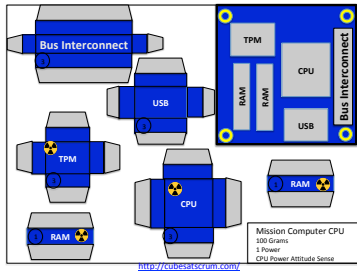 Bus Interconnect
TPM
CPU
RAM
RAM
USB
Bus Interconnect
USB
TPM
CPU
RAM
RAM
Mission Computer CPU
100 Grams
1 Power
CPU Power Attitude Sense
http://cubesatscrum.com/